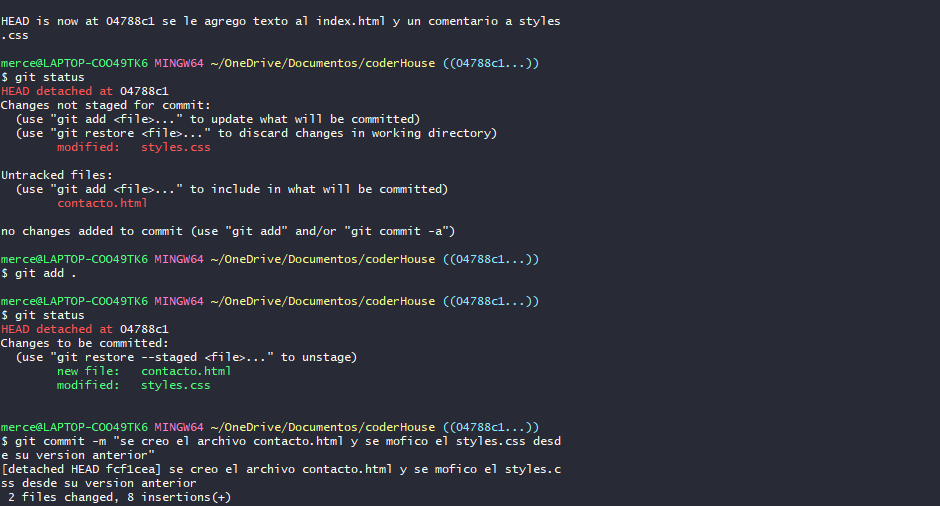 HEAD is now at 04788c1 se le agrego texto al index.html y un comentario a styles
.css
merce@LAPTOP-COO49TK6 MINGW64 ~/OneDrive/Documentos/coderHouse ((04788c1...))
$ git status
HEAD detached at 04788c1
Changes not staged for commit:
  (use "git add <file>..." to update what will be committed)
  (use "git restore <file>..." to discard changes in working directory)
        modified:   styles.css
Untracked files:
  (use "git add <file>..." to include in what will be committed)
        contacto.html
no changes added to commit (use "git add" and/or "git commit -a")
merce@LAPTOP-COO49TK6 MINGW64 ~/OneDrive/Documentos/coderHouse ((04788c1...))
$ git add .
merce@LAPTOP-COO49TK6 MINGW64 ~/OneDrive/Documentos/coderHouse ((04788c1...))
$ git status
HEAD detached at 04788c1
Changes to be committed:
  (use "git restore --staged <file>..." to unstage)
        new file:   contacto.html
        modified:   styles.css
merce@LAPTOP-COO49TK6 MINGW64 ~/OneDrive/Documentos/coderHouse ((04788c1...))
$ git commit -m "se creo el archivo contacto.html y se mofico el styles.css desd
e su version anterior"
[detached HEAD fcf1cea] se creo el archivo contacto.html y se mofico el styles.c
ss desde su version anterior
 2 files changed, 8 insertions(+)